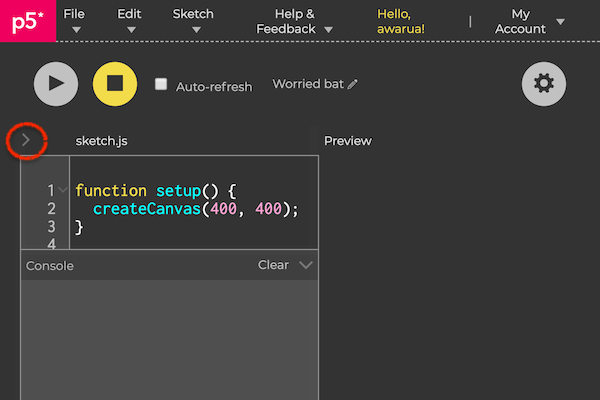 p5*
File
Edit
Sketch
Help &
Feedback
Hello,
awarua!
|
My
Account
Auto-refresh
Worried bat
sketch.js
Preview
1 function setup() {
2 createCanvas(400, 400);
3 }
4
Console
Clear